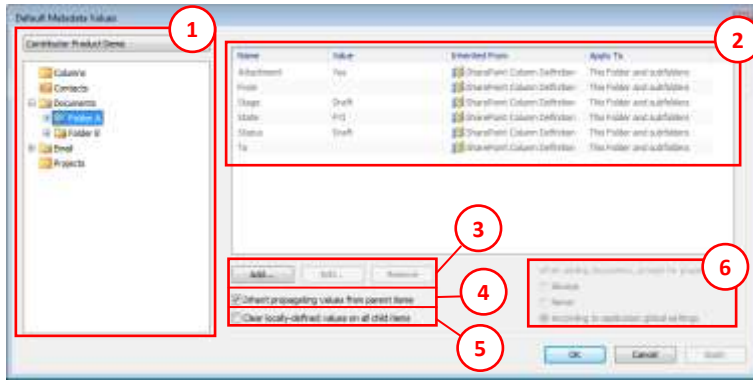 Default Metadata Values
1
Contributor Product Demo
Columns
Contacts
Documents
Folder A
Folder B
Email
Projects
2
Name Value Inherited From Apply To
Attachment Yes SharePoint Column Definition This Folder and subfolders
From SharePoint Column Definition This Folder and subfolders
Stage Draft SharePoint Column Definition This Folder and subfolders
State SharePoint Column Definition This Folder and subfolders
Status Draft SharePoint Column Definition This Folder and subfolders
To SharePoint Column Definition This Folder and subfolders
3
Add... Edit... Remove
4
Inherit propagating values from parent items
5
Clear locally-defined values on all child items
6
When adding documents, prompt for
Always
Never
According to application global settings
OK Cancel Apply